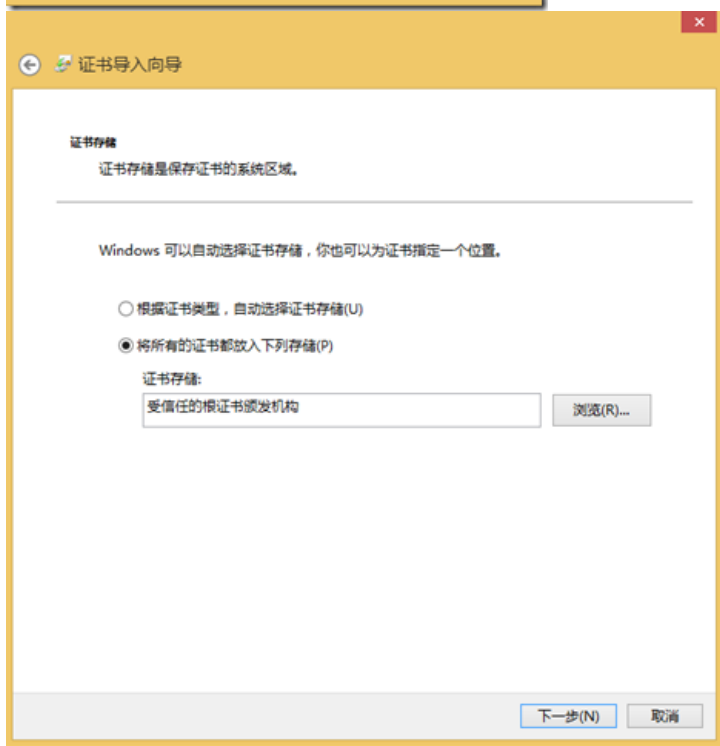 证书导入向导
证书存储
证书存储是保存证书的系统区域。
Windows 可以自动选择证书存储，你也可以为证书指定一个位置。
根据证书类型，自动选择证书存储(U)
将所有的证书都放入下列存储(P)
证书存储:
受信任的根证书颁发机构
浏览(R)...
下一步(N)
取消